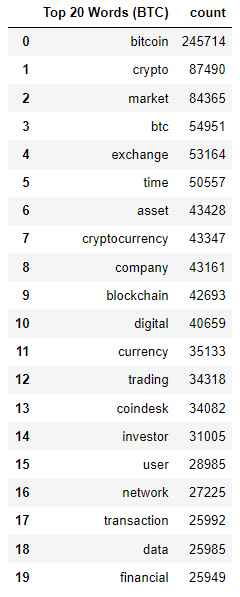 Top 20 Words (BTC) count
0 bitcoin 245714
1 crypto 87490
2 market 84365
3 btc 54951
4 exchange 53164
5 time 50557
6 asset 43428
7 cryptocurrency 43347
8 company 43161
9 blockchain 42693
10 digital 40659
11 currency 35133
12 trading 34318
13 coindesk 34082
14 investor 31005
15 user 28985
16 network 27225
17 transaction 25992
18 data 25985
19 financial 25949